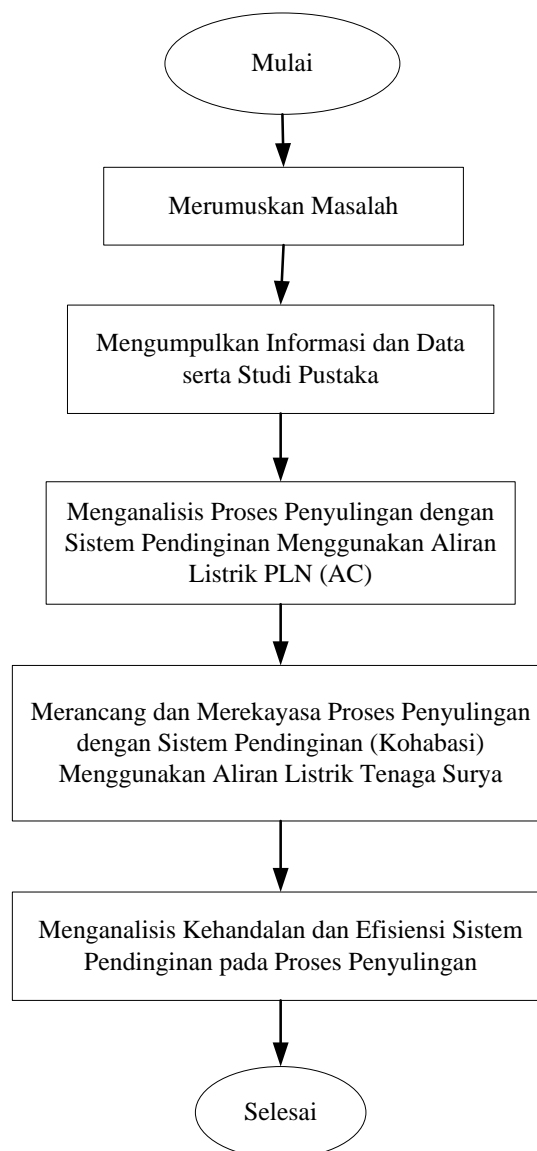 Mulai
Merumuskan Masalah
Mengumpulkan Informasi dan Data
serta Studi Pustaka
Menganalisis Proses Penyulingan dengan
Sistem Pendinginan Menggunakan Aliran
Listrik PLN (AC)
Merancang dan Merekayasa Proses Penyulingan
dengan Sistem Pendinginan (Kohabasi)
Menggunakan Aliran Listrik Tenaga Surya
Menganalisis Kehandalan dan Efisiensi Sistem
Pendinginan pada Proses Penyulingan
Selesai